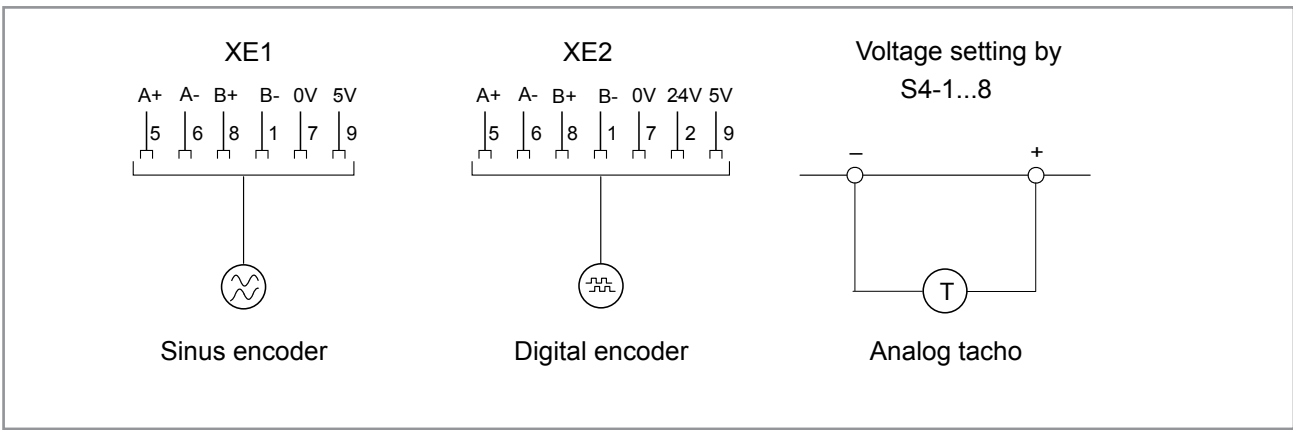 XE1
A+ A- B+ B- 0V 5V
5 6 8 1 7 9
Sinus encoder
XE2
A+ A- B+ B- 0V 24V 5V
5 6 8 1 7 2 9
Digital encoder
Voltage setting by
S4-1...8
– +
T
Analog tacho